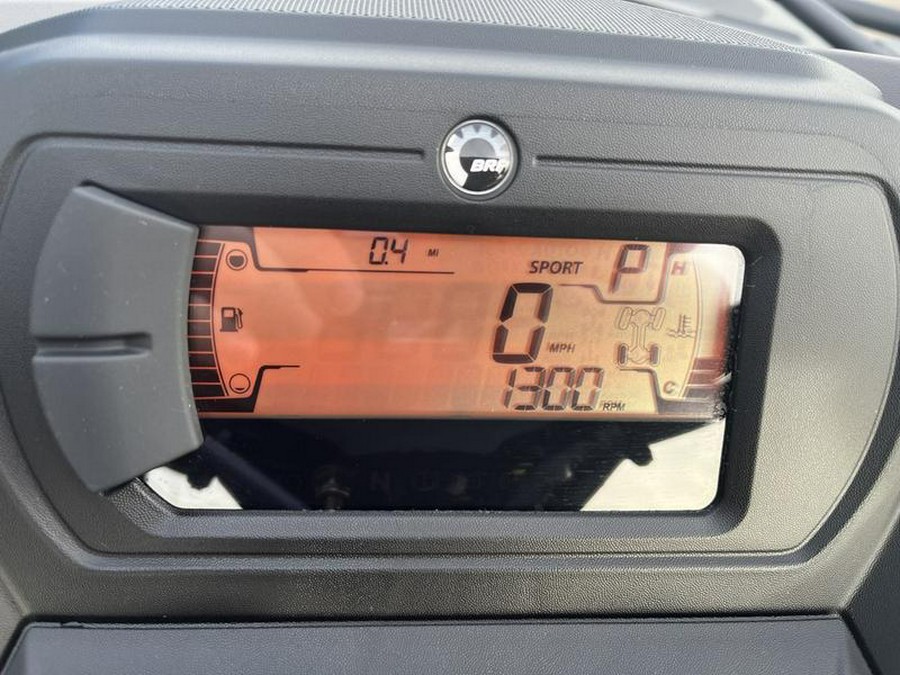 BRP
0.4 MI
SPORT P H
0 MPH
C
1300 RPM